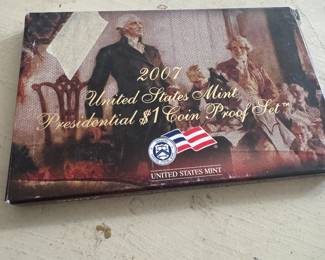 2007
United States Mint
Presidential $1 Coin Proof Set™
UNITED STATES MINT